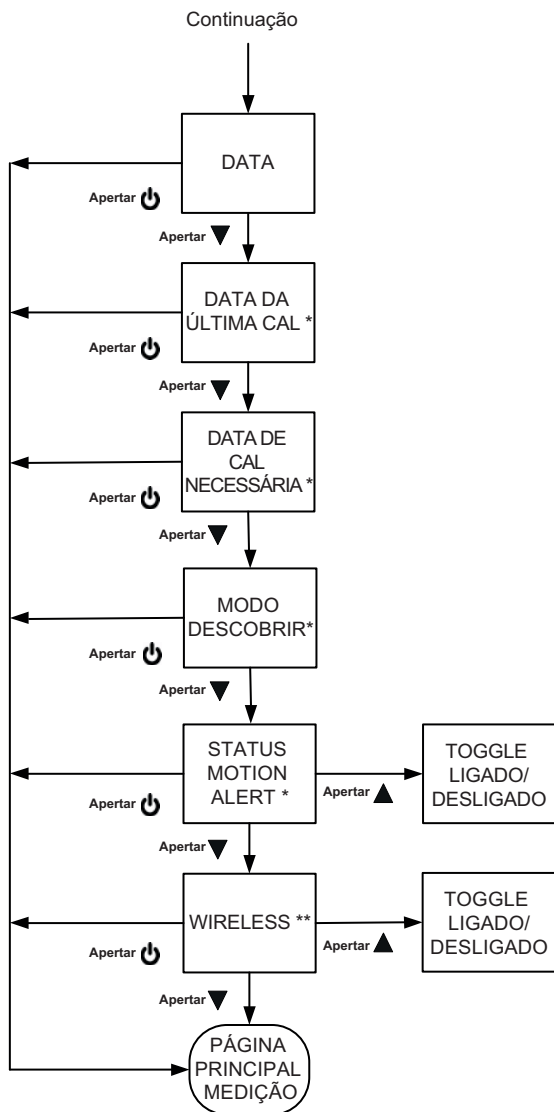 Continuação
DATA
Apertar
Apertar
DATA DA
ÚLTIMA CAL *
Apertar
Apertar
DATA DE
CAL
NECESSÁRIA *
Apertar
Apertar
MODO
DESCOBRIR*
Apertar
Apertar
STATUS
MOTION
ALERT *
Apertar
TOGGLE
LIGADO/
DESLIGADO
Apertar
Apertar
WIRELESS **
Apertar
TOGGLE
LIGADO/
DESLIGADO
Apertar
Apertar
PÁGINA
PRINCIPAL
MEDIÇÃO